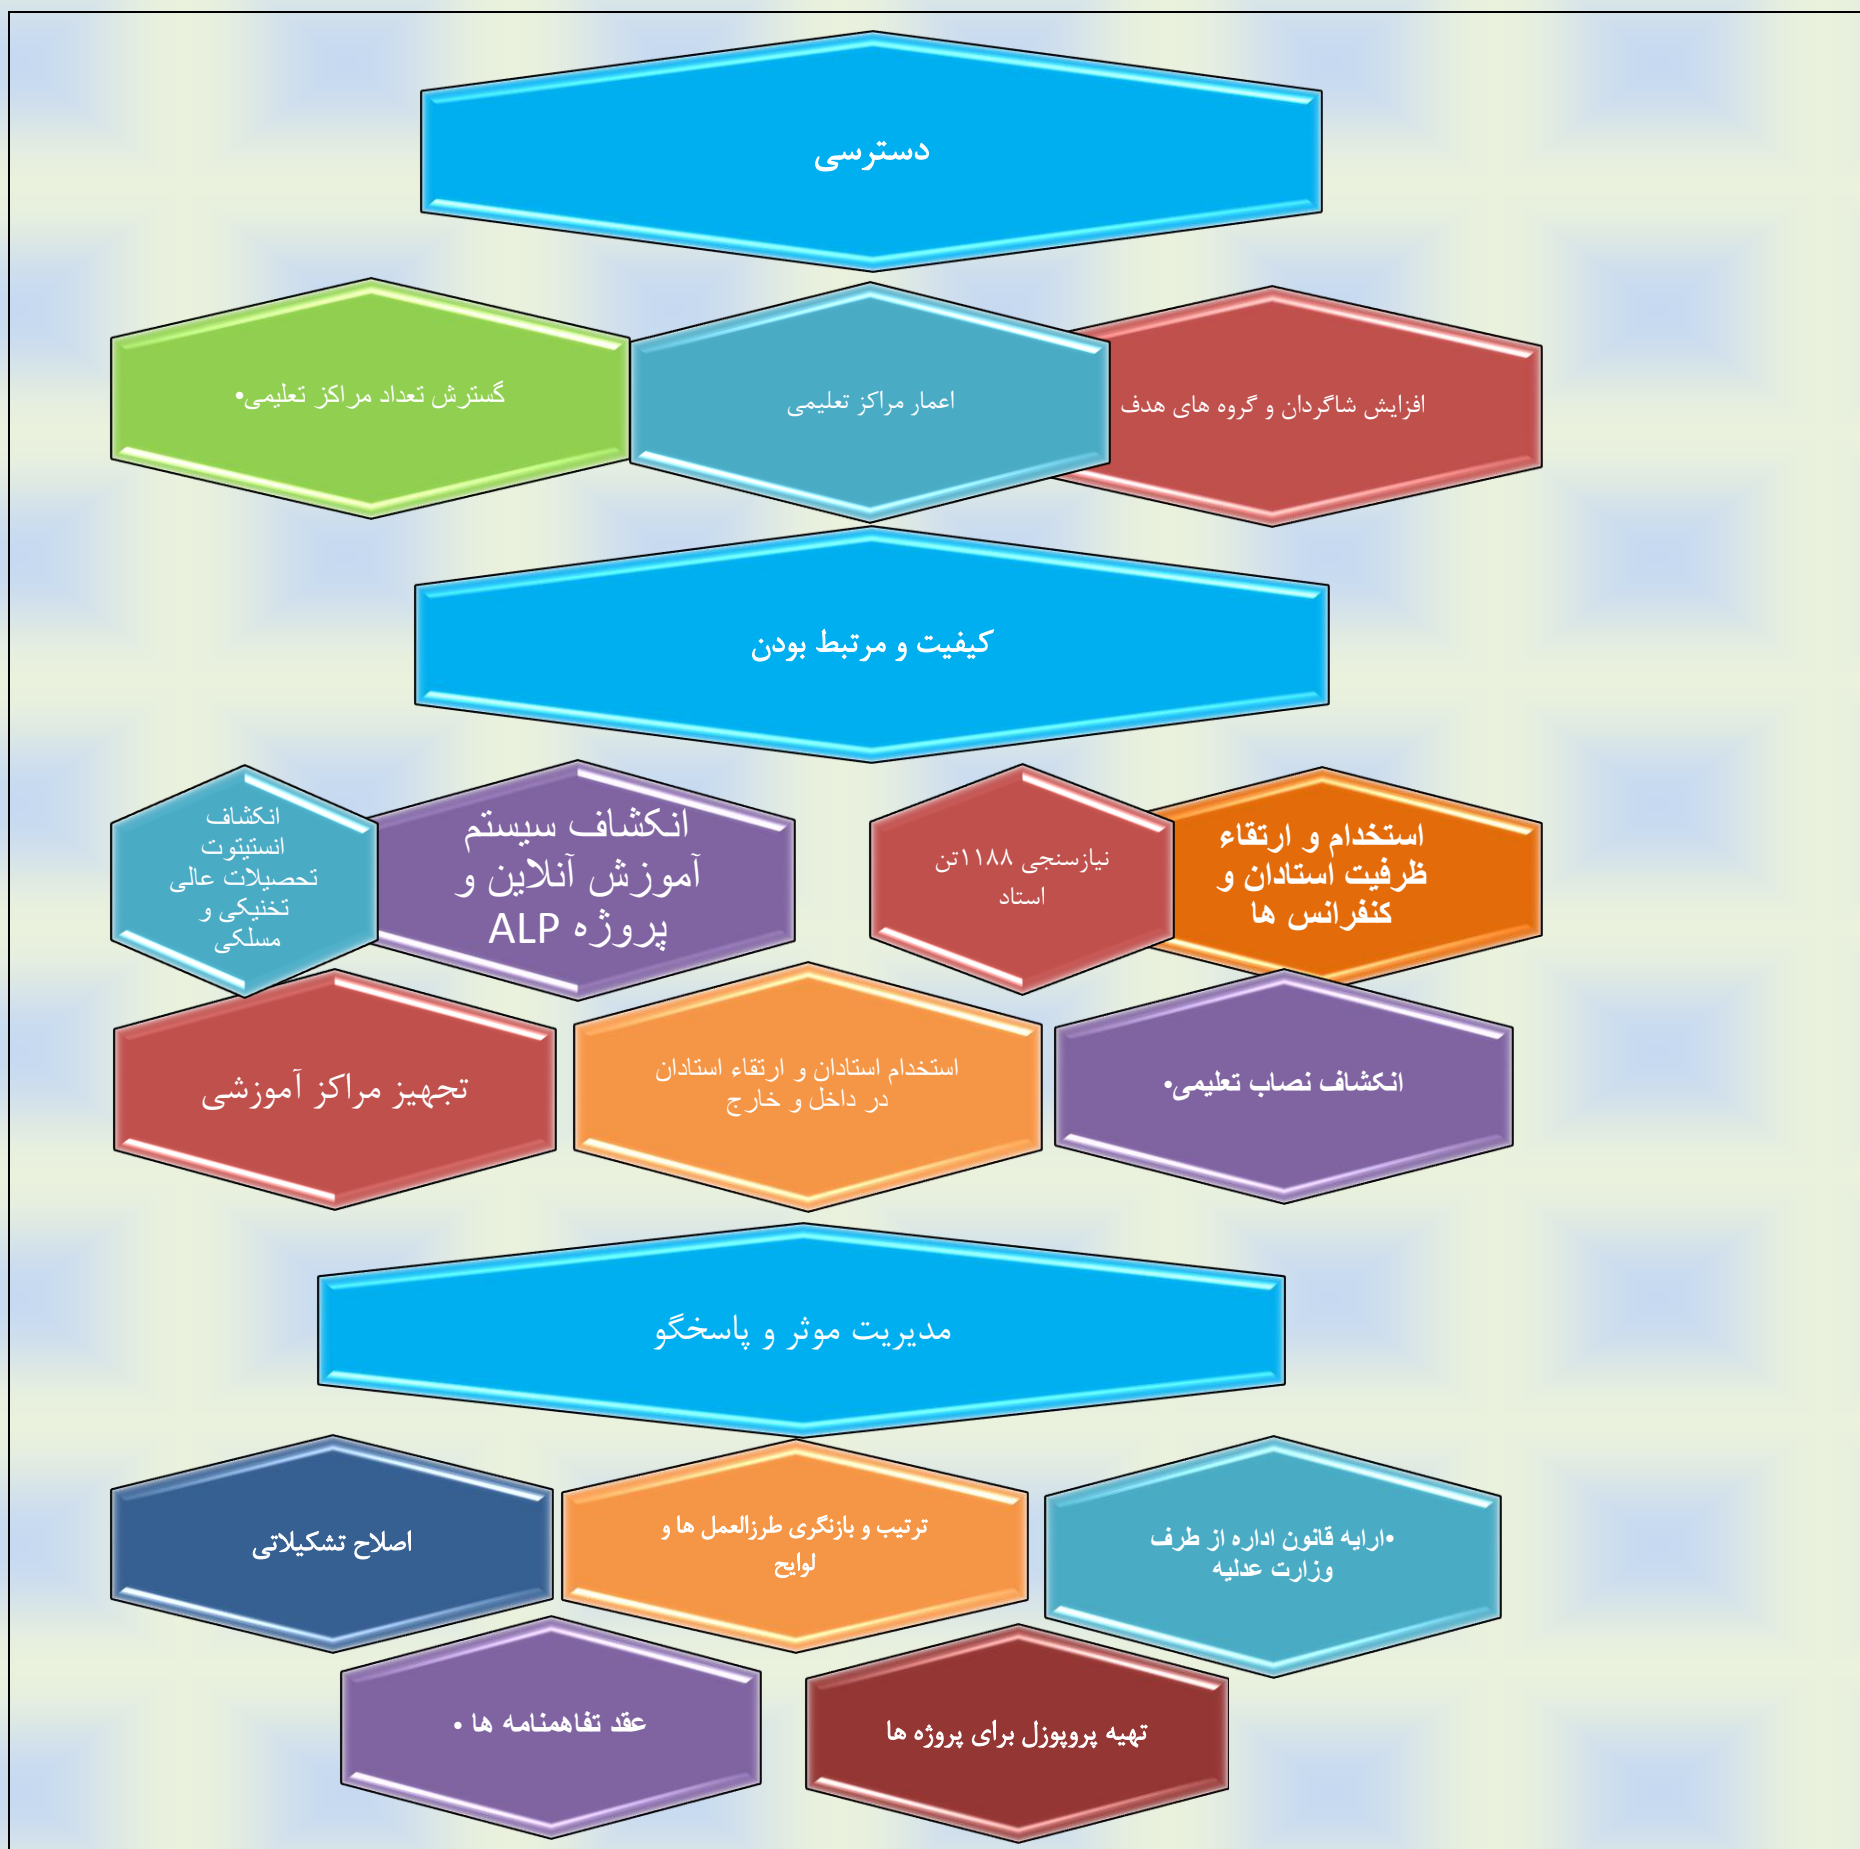 دسترسی
افزایش شاگردان و گروه های هدف
اعمار مراکز تعلیمی
گسترش تعداد مراکز تعلیمی•
کیفیت و مرتبط بودن
استخدام و ارتقاء
ظرفیت استادان و
کنفرانس ها
نیازسنجی ۱۱۸۸تن
استاد
انکشاف سیستم
آموزش آنلاین و
پروژه ALP
انکشاف
انستیتوت
تحصیلات عالی
تخنیکی و
مسلکی
انکشاف نصاب تعلیمی•
استخدام استادان و ارتقاء استادان
در داخل و خارج
تجهیز مراکز آموزشی
مدیریت موثر و پاسخگو
•ارایه قانون اداره از طرف
وزارت عدلیه
ترتیب و بازنگری طرزالعمل ها و
لوایح
اصلاح تشکیلاتی
تهیه پروپوزل برای پروژه ها
عقد تفاهمنامه ها •